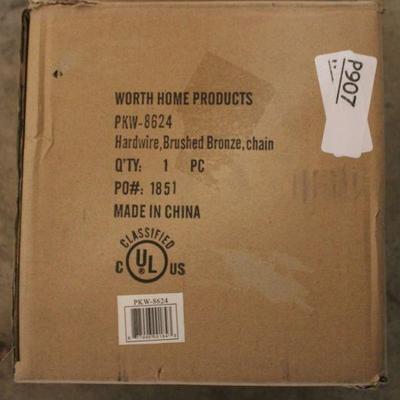 WORTH HOME PRODUCTS
PKW-8624
Hardwire,Brushed Bronze,chain
Q'TY: 1 PC
PO#: 1851
MADE IN CHINA
CLASSIFIED
C UL US
®
PKW-8624
P907